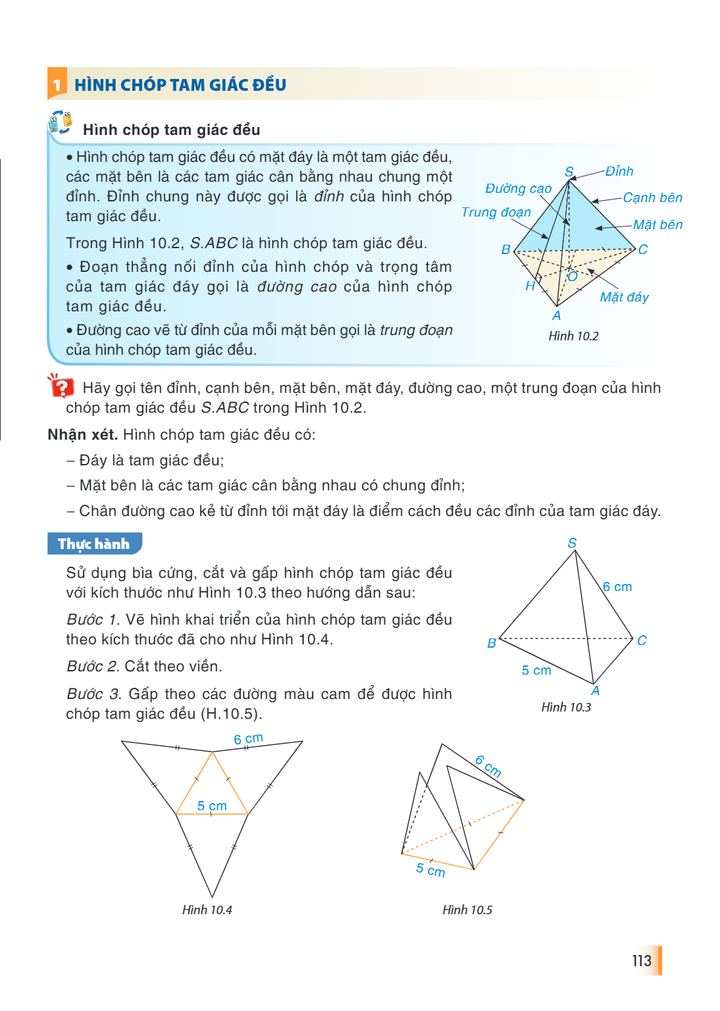 1 HÌNH CHÓP TAM GIÁC ĐỀU
Hình chóp tam giác đều
• Hình chóp tam giác đều có mặt đáy là một tam giác đều,
các mặt bên là các tam giác cân bằng nhau chung một
đỉnh. Đỉnh chung này được gọi là đỉnh của hình chóp
tam giác đều.
Trong Hình 10.2, S.ABC là hình chóp tam giác đều.
• Đoạn thẳng nối đỉnh của hình chóp và trọng tâm
của tam giác đáy gọi là đường cao của hình chóp
tam giác đều.
• Đường cao vẽ từ đỉnh của mỗi mặt bên gọi là trung đoạn
của hình chóp tam giác đều.
S
Đỉnh
Đường cao
Cạnh bên
Trung đoạn
Mặt bên
B
C
O
H
Mặt đáy
A
Hình 10.2
? Hãy gọi tên đỉnh, cạnh bên, mặt bên, mặt đáy, đường cao, một trung đoạn của hình
chóp tam giác đều S.ABC trong Hình 10.2.
Nhận xét. Hình chóp tam giác đều có:
– Đáy là tam giác đều;
– Mặt bên là các tam giác cân bằng nhau có chung đỉnh;
– Chân đường cao kẻ từ đỉnh tới mặt đáy là điểm cách đều các đỉnh của tam giác đáy.
Thực hành
Sử dụng bìa cứng, cắt và gấp hình chóp tam giác đều
với kích thước như Hình 10.3 theo hướng dẫn sau:
Bước 1. Vẽ hình khai triển của hình chóp tam giác đều
theo kích thước đã cho như Hình 10.4.
Bước 2. Cắt theo viền.
Bước 3. Gấp theo các đường màu cam để được hình
chóp tam giác đều (H.10.5).
S
6 cm
B
C
5 cm
A
Hình 10.3
6 cm
5 cm
Hình 10.4
6 cm
5 cm
Hình 10.5
113